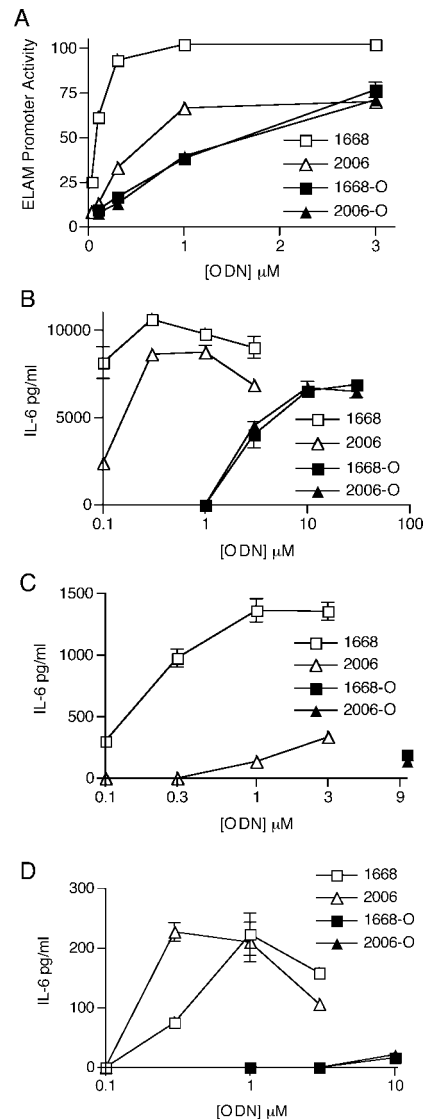 A
ELAM Promoter Activity
100
75
50
25
0
0
1
2
3
[ODN] μM
1668
2006
1668-O
2006-O
B
IL-6 pg/ml
10000
5000
0
0.1
1
10
100
[ODN] μM
1668
2006
1668-O
2006-O
C
IL-6 pg/ml
1500
1000
500
0
0.1
0.3
1
3
9
[ODN] μM
1668
2006
1668-O
2006-O
D
IL-6 pg/ml
300
200
100
0
0.1
1
10
[ODN] μM
1668
2006
1668-O
2006-O